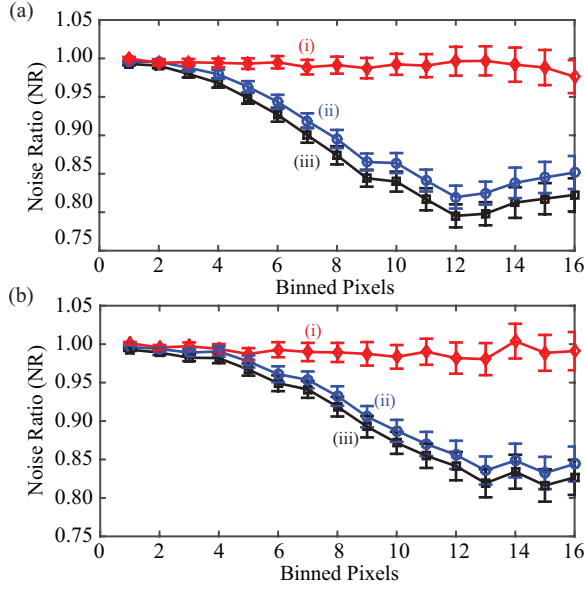 (a)
1.05
(i)
1.00
0.95
(ii)
0.90
(iii)
0.85
0.80
0.75
Noise Ratio (NR)
0 2 4 6 8 10 12 14 16
Binned Pixels
(b)
1.05
(i)
1.00
0.95
(ii)
0.90
(iii)
0.85
0.80
0.75
Noise Ratio (NR)
0 2 4 6 8 10 12 14 16
Binned Pixels